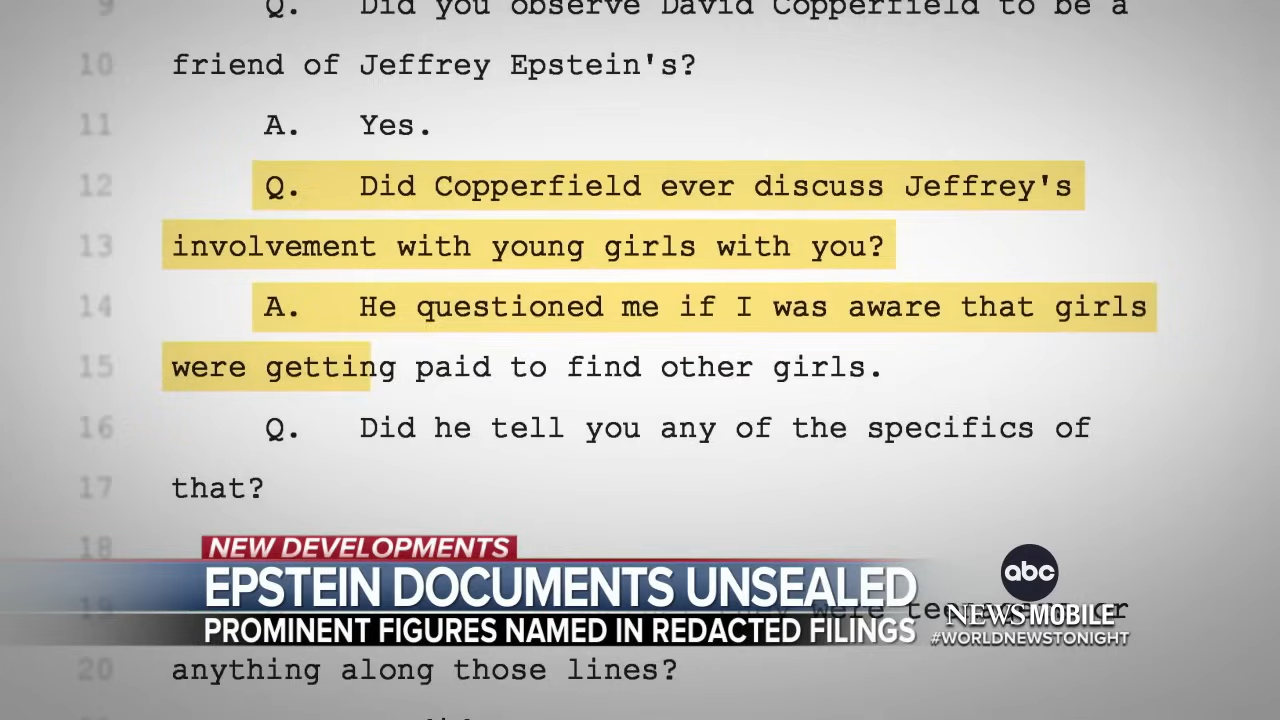 9 Q. Did you observe David Copperfield to be a
10 friend of Jeffrey Epstein's?
11 A. Yes.
12 Q. Did Copperfield ever discuss Jeffrey's
13 involvement with young girls with you?
14 A. He questioned me if I was aware that girls
15 were getting paid to find other girls.
16 Q. Did he tell you any of the specifics of
17 that?
18
19 were or
20 anything along those lines?
NEW DEVELOPMENTS
EPSTEIN DOCUMENTS UNSEALED
PROMINENT FIGURES NAMED IN REDACTED FILINGS
abc
NEWS MOBILE
#WORLDNEWSTONIGHT